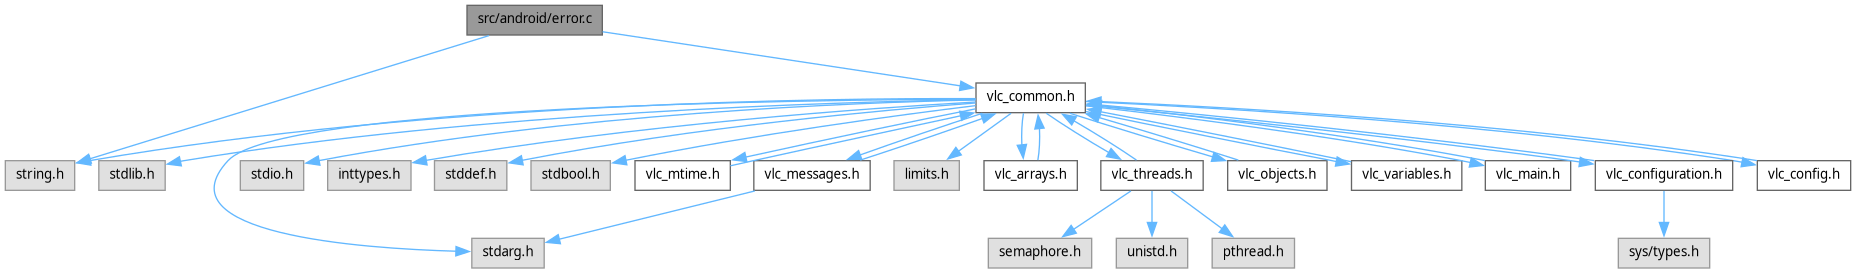 src/android/error.c
vlc_common.h
string.h
stdlib.h
stdio.h
inttypes.h
stddef.h
stdbool.h
vlc_mtime.h
vlc_messages.h
limits.h
vlc_arrays.h
vlc_threads.h
vlc_objects.h
vlc_variables.h
vlc_main.h
vlc_configuration.h
vlc_config.h
stdarg.h
semaphore.h
unistd.h
pthread.h
sys/types.h